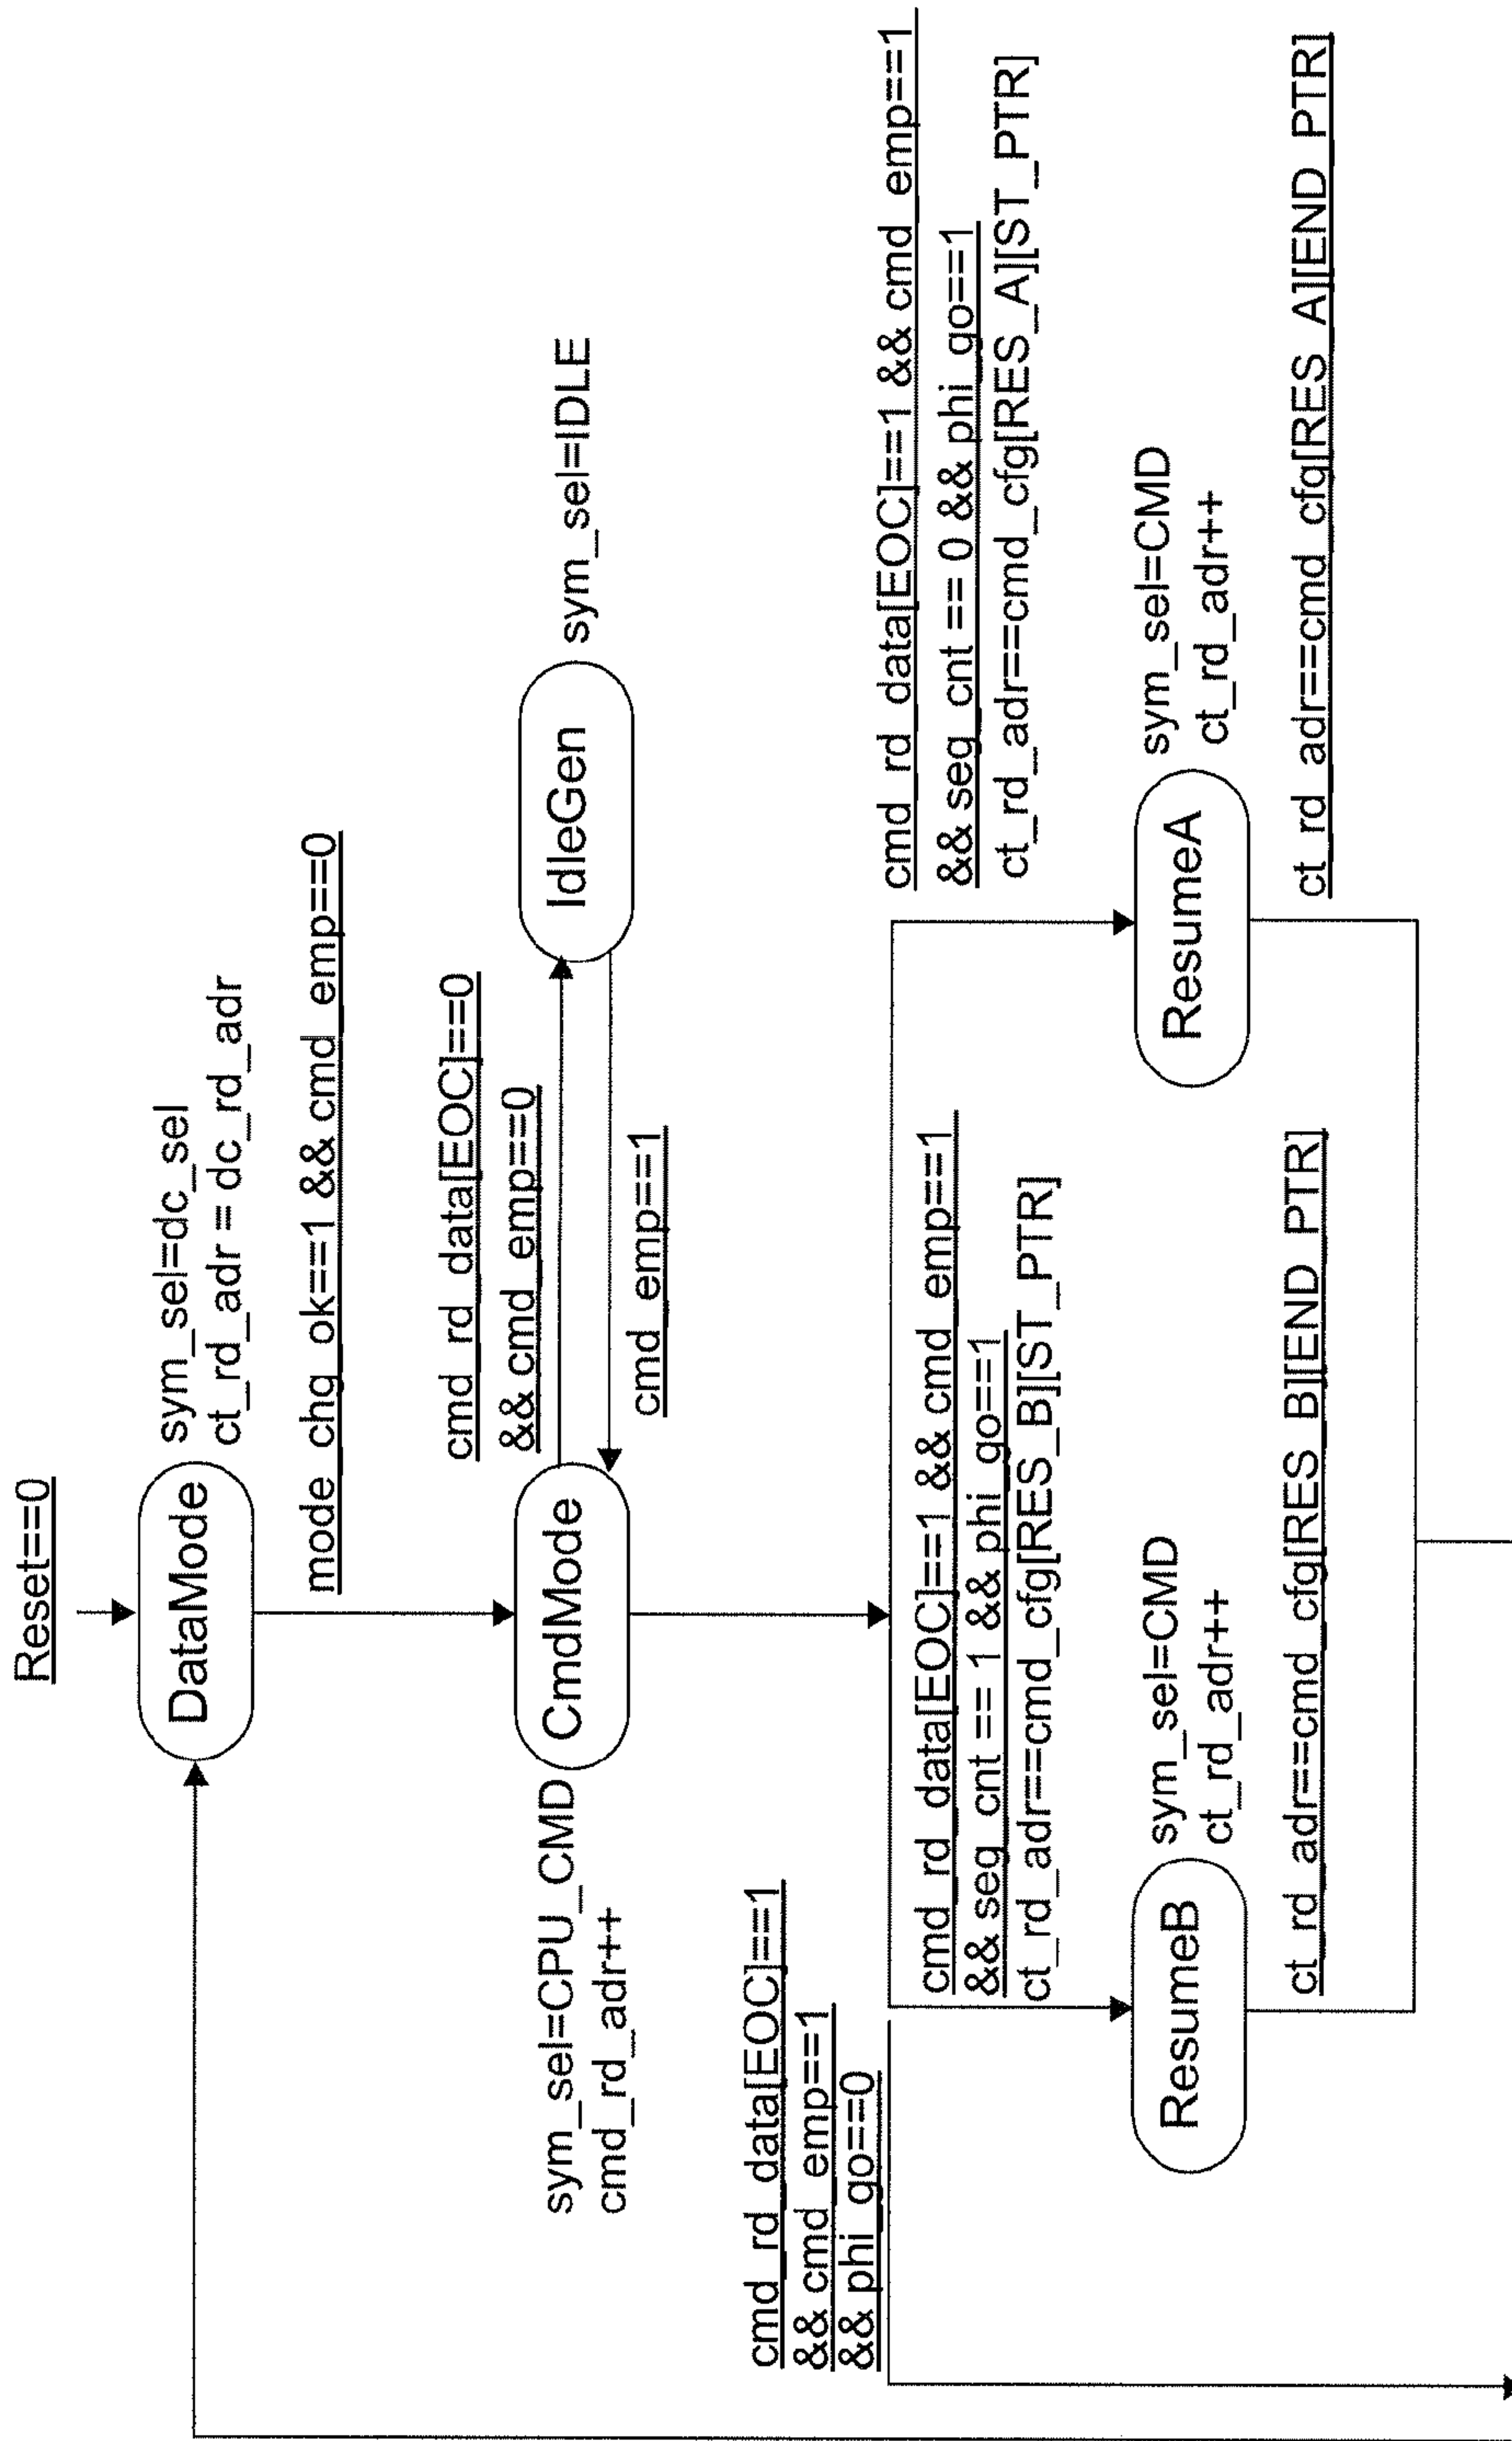 Reset==0
DataMode
sym_sel=dc_sel
ct_rd_adr = dc_rd_adr
mode_chg_ok==1 && cmd_emp==0
sym_sel=CPU_CMD
cmd_rd_adr++
CmdMode
cmd_rd_data[EOC]==0
&& cmd_emp==0
cmd_emp==1
IdleGen
sym_sel=IDLE
cmd_rd_data[EOC]==1
&& cmd_emp==1
&& phi_go==0
cmd_rd_data[EOC]==1 && cmd_emp==1
&& seq_cnt == 1 && phi_go==1
ct_rd_adr==cmd_cfg[RES_B][ST_PTR]
cmd_rd_data[EOC]==1 && cmd_emp==1
&& seq_cnt == 0 && phi_go==1
ct_rd_adr==cmd_cfg[RES_A][ST_PTR]
ResumeB
sym_sel=CMD
ct_rd_adr++
ResumeA
sym_sel=CMD
ct_rd_adr++
ct_rd_adr==cmd_cfg[RES_B][END_PTR]
ct_rd_adr==cmd_cfg[RES_A][END_PTR]